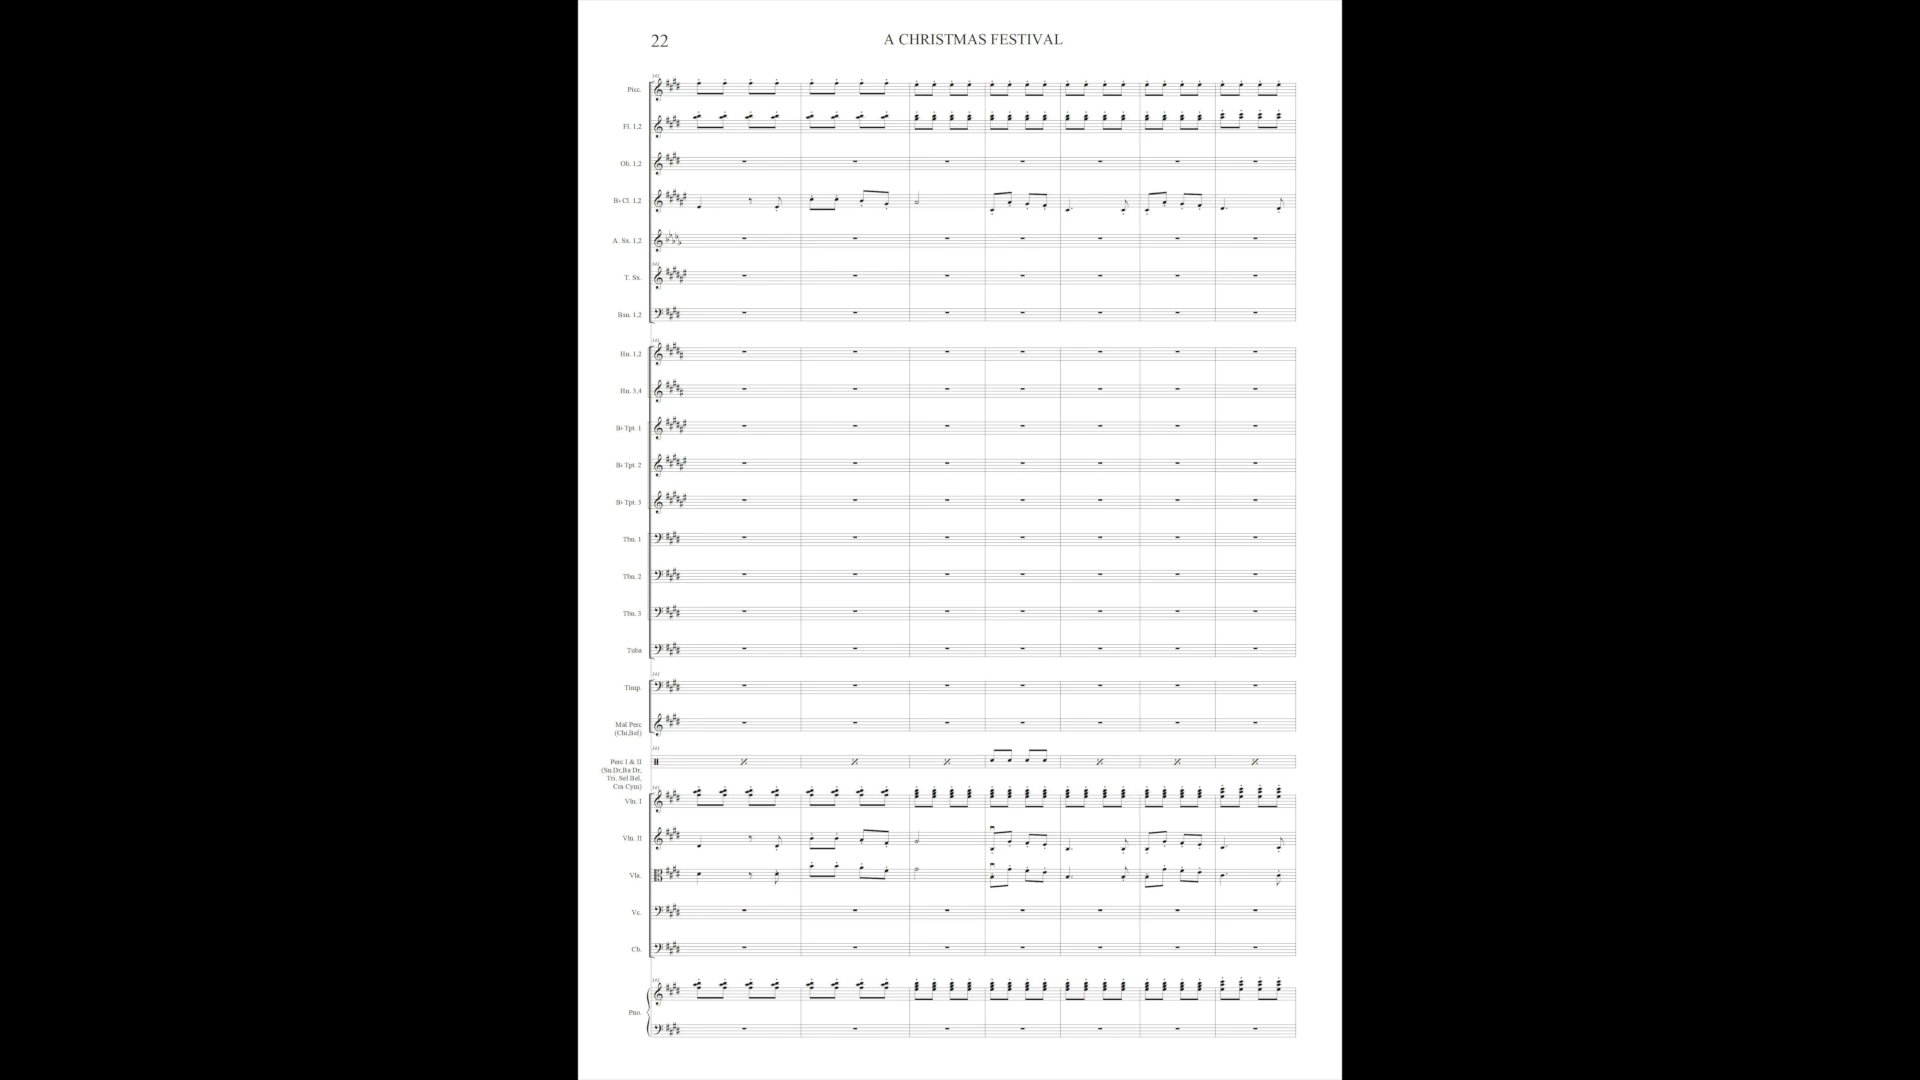 22
A CHRISTMAS FESTIVAL
Picc.
Fl. 1,2
Ob. 1,2
B♭ Cl. 1,2
A. Sx. 1,2
T. Sx.
Bsn. 1,2
Hn. 1,2
Hn. 3,4
B♭ Tpt. 1
B♭ Tpt. 2
B♭ Tpt. 3
Tbn. 1
Tbn. 2
Tbn. 3
Tuba
Timp.
Mal Perc
(Chi,Bel)
Perc I & II
(Sn Dr,Ba Dr,
Tri, Sel Bel,
Cra Cym)
Vln. I
Vln. II
Vla.
Vc.
Cb.
Pno.